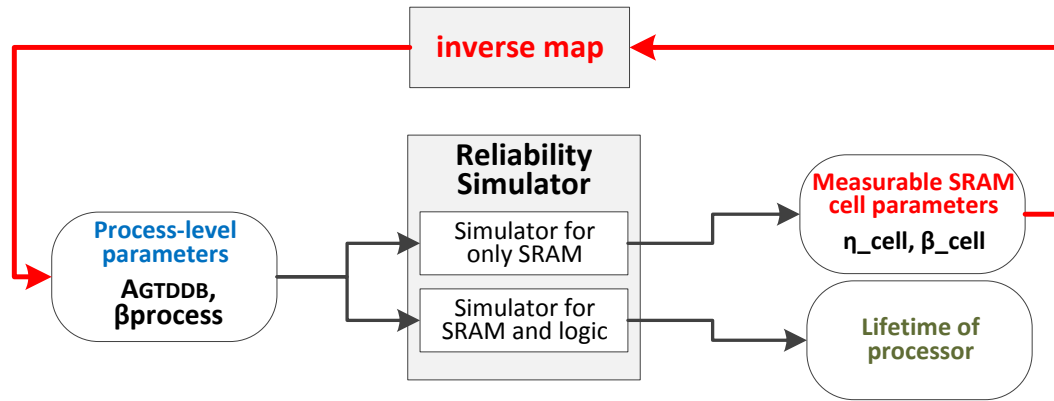 inverse map
Reliability
Simulator
Process-level
parameters
AGTDDB,
βprocess
Simulator for
only SRAM
Simulator for
SRAM and logic
Measurable SRAM
cell parameters
η_cell, β_cell
Lifetime of
processor